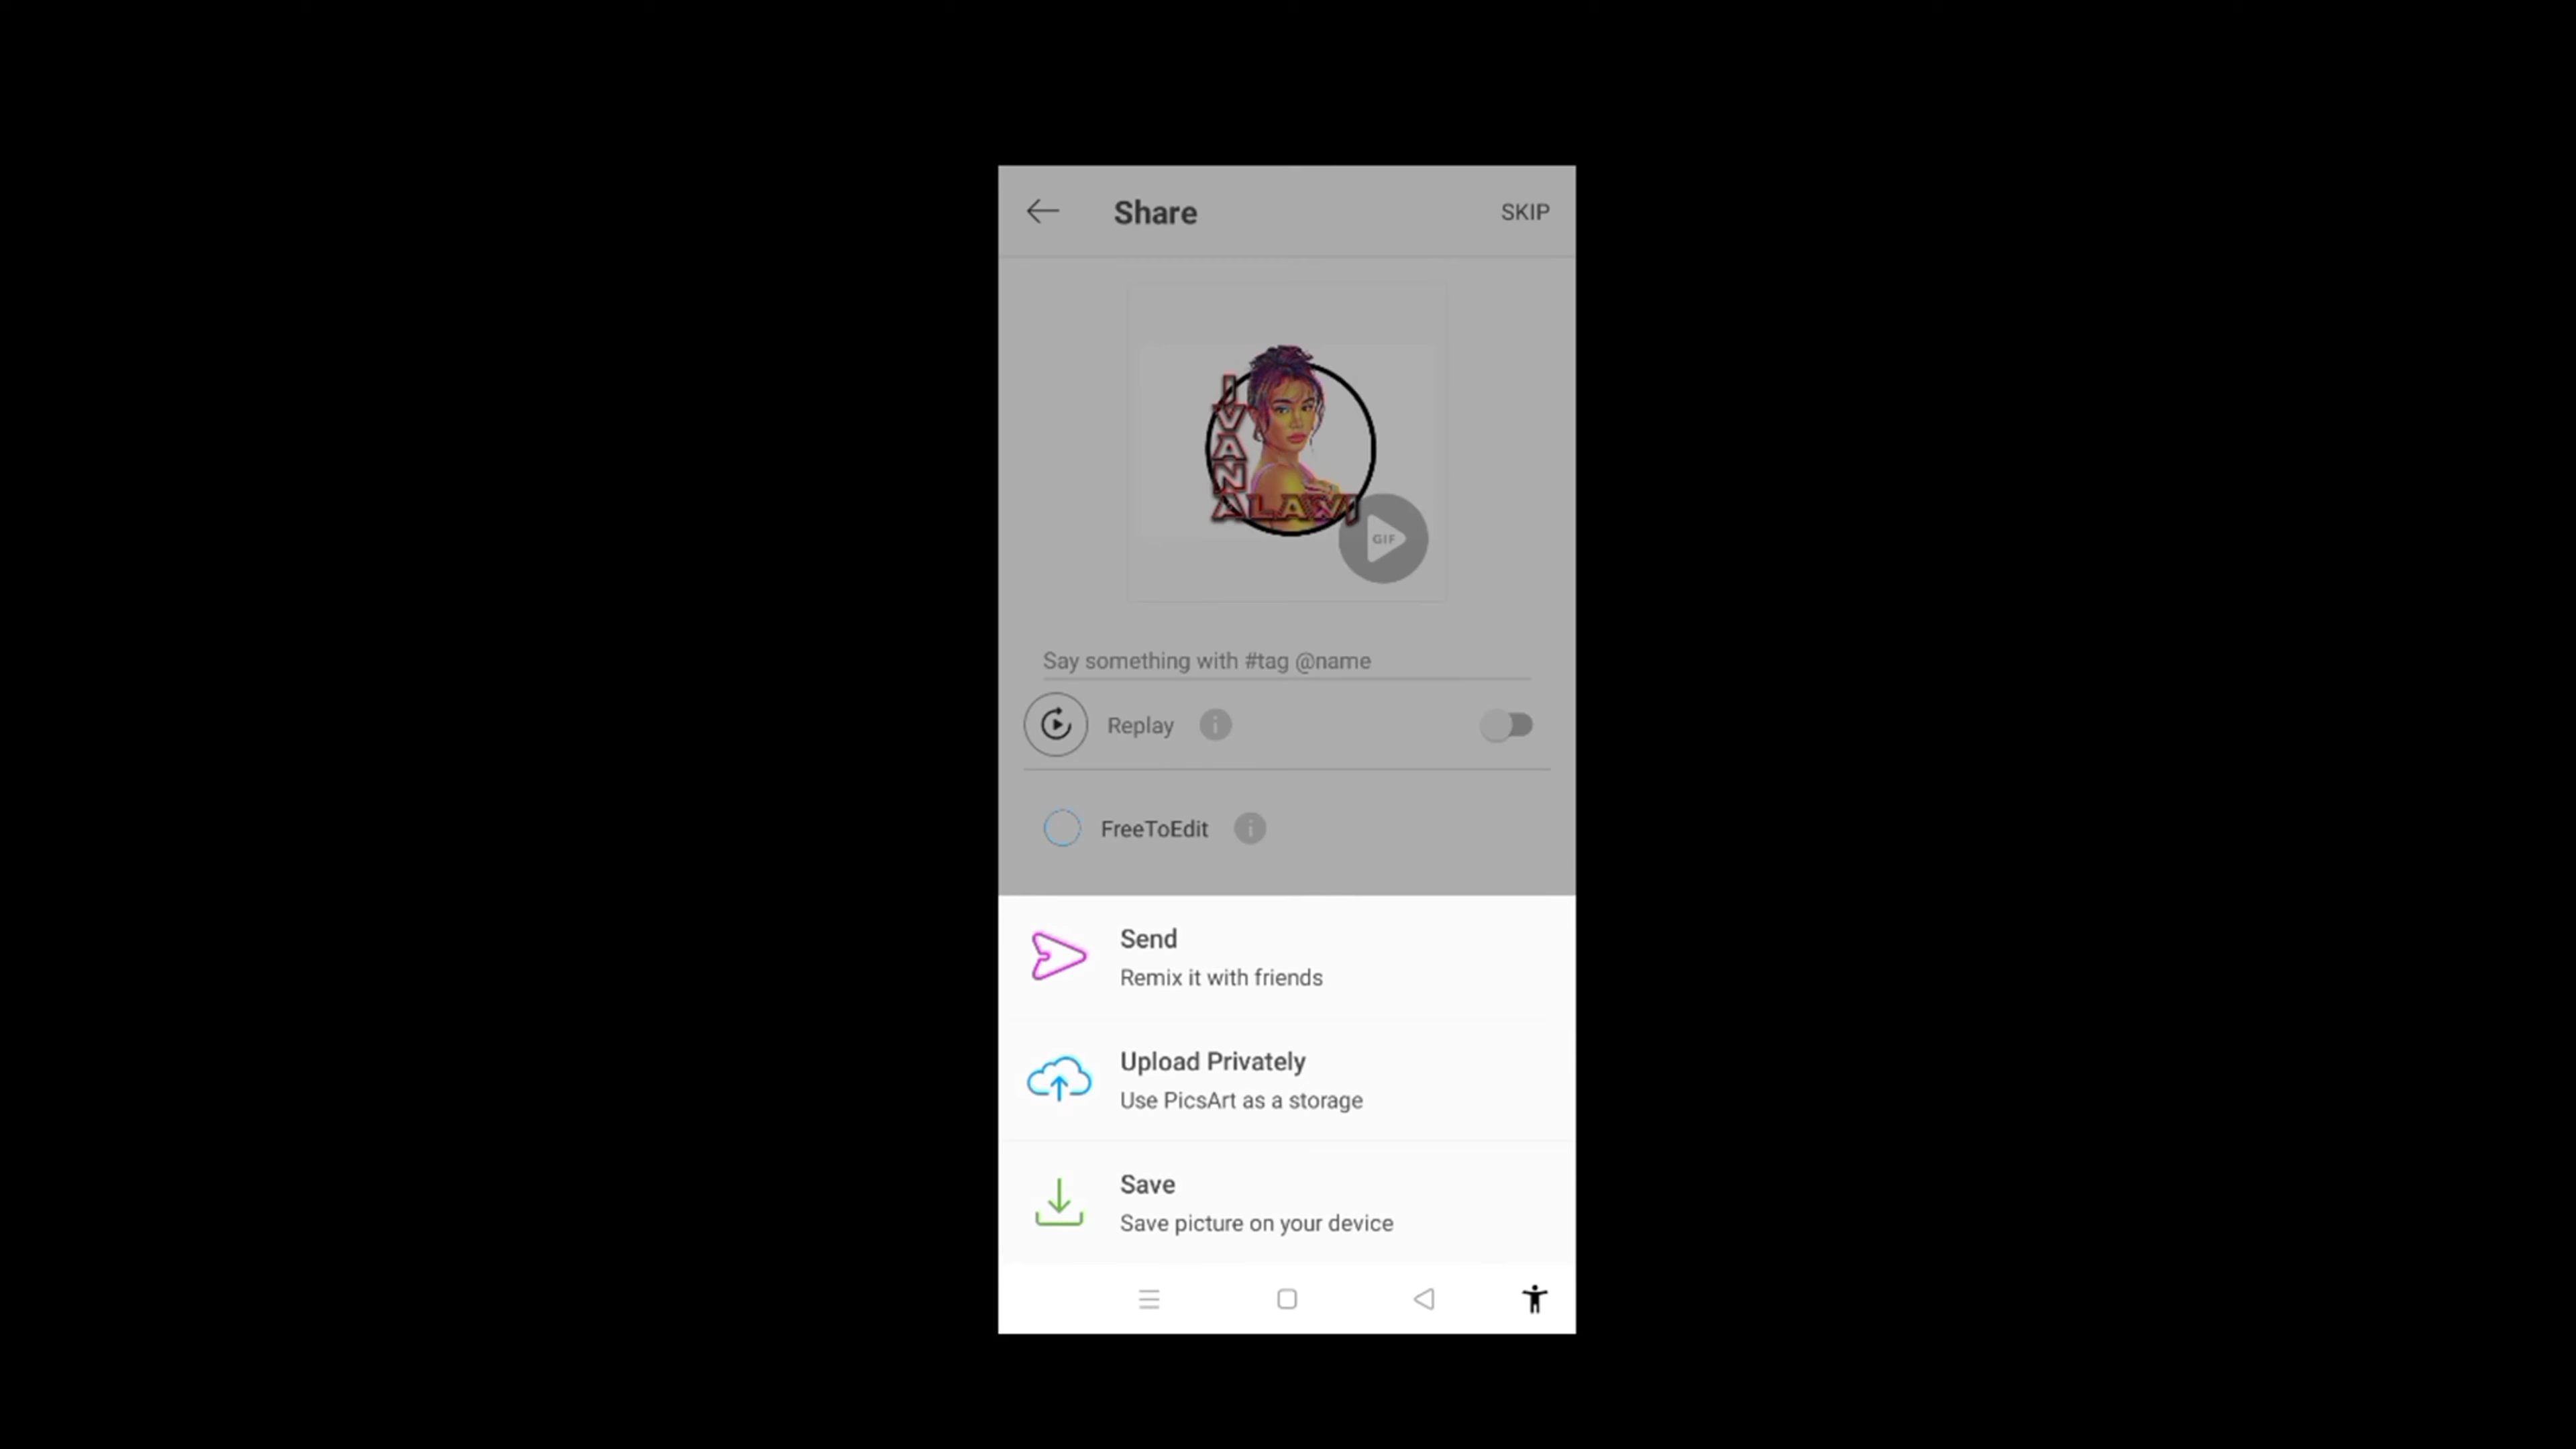 Share
SKIP
IVANA
ALAWI
GIF
Say something with #tag @name
Replay
FreeToEdit
Send
Remix it with friends
Upload Privately
Use PicsArt as a storage
Save
Save picture on your device